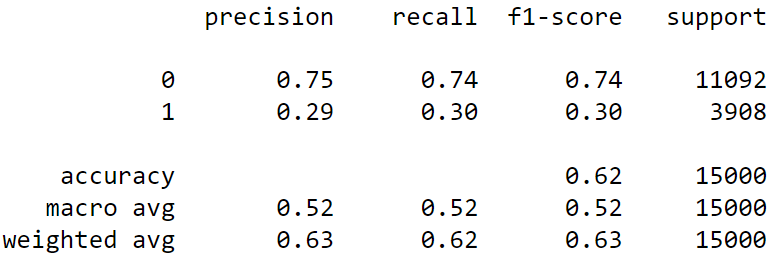 precision recall f1-score support
0 0.75 0.74 0.74 11092
1 0.29 0.30 0.30 3908
accuracy 0.62 15000
macro avg 0.52 0.52 0.52 15000
weighted avg 0.63 0.62 0.63 15000